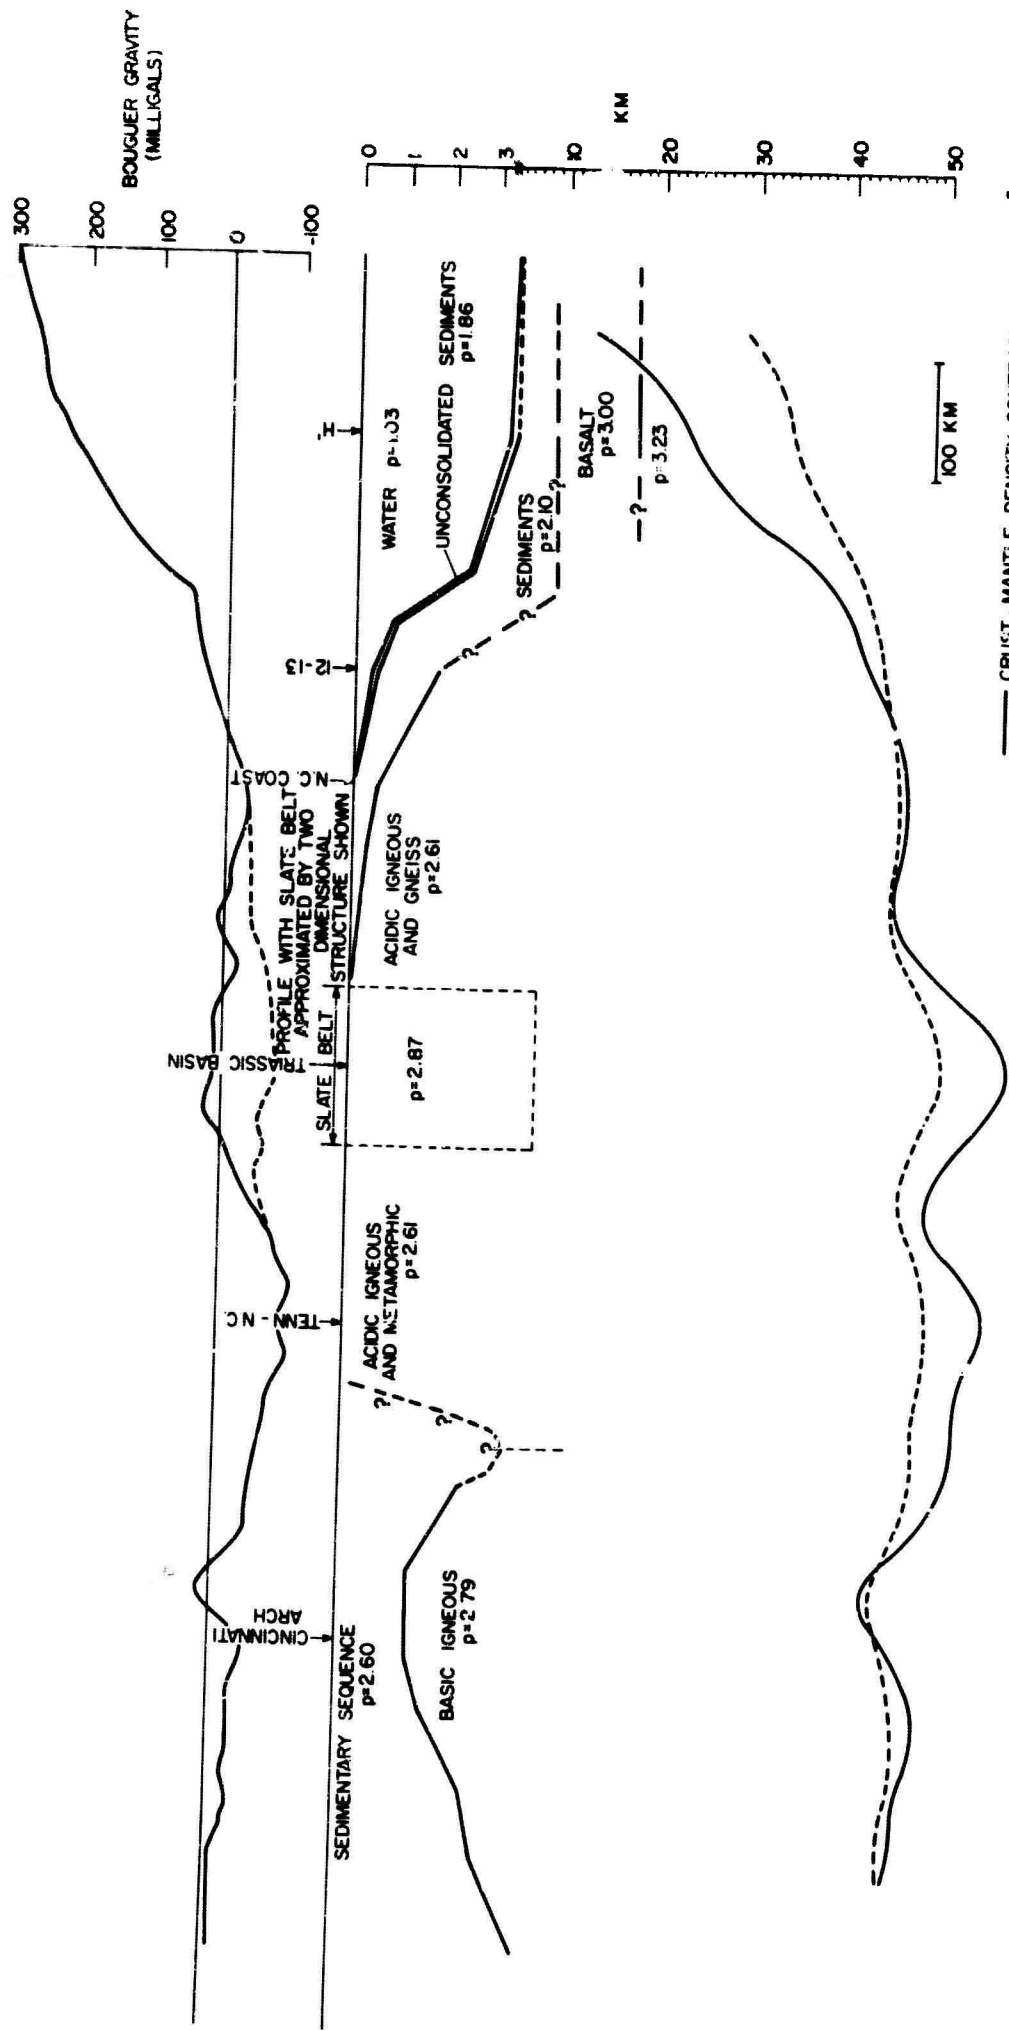 BOUGUER GRAVITY
(MILLIGALS)
300
200
100
0
-100
PROFILE WITH SLATE BELT
APPROXIMATED BY TWO
DIMENSIONAL
STRUCTURE SHOWN
CINCINNATI
ARCH
TENN - N.C.
TRIASSIC BASIN
SLATE BELT
N.C. COAST
12-13
SEDIMENTARY SEQUENCE
ρ=2.60
BASIC IGNEOUS
ρ=2.79
?
?
?
ACIDIC IGNEOUS
AND METAMORPHIC
ρ=2.61
ρ=2.87
ACIDIC IGNEOUS
AND GNEISS
ρ=2.61
WATER ρ=1.03
UNCONSOLIDATED SEDIMENTS
ρ=1.86
?
?
?
SEDIMENTS
ρ=2.10
BASALT
ρ=3.00
?
ρ=3.23
0
1
2
3
10
20
30
40
50
KM
100 KM
CRUST MANTLE DENSITY